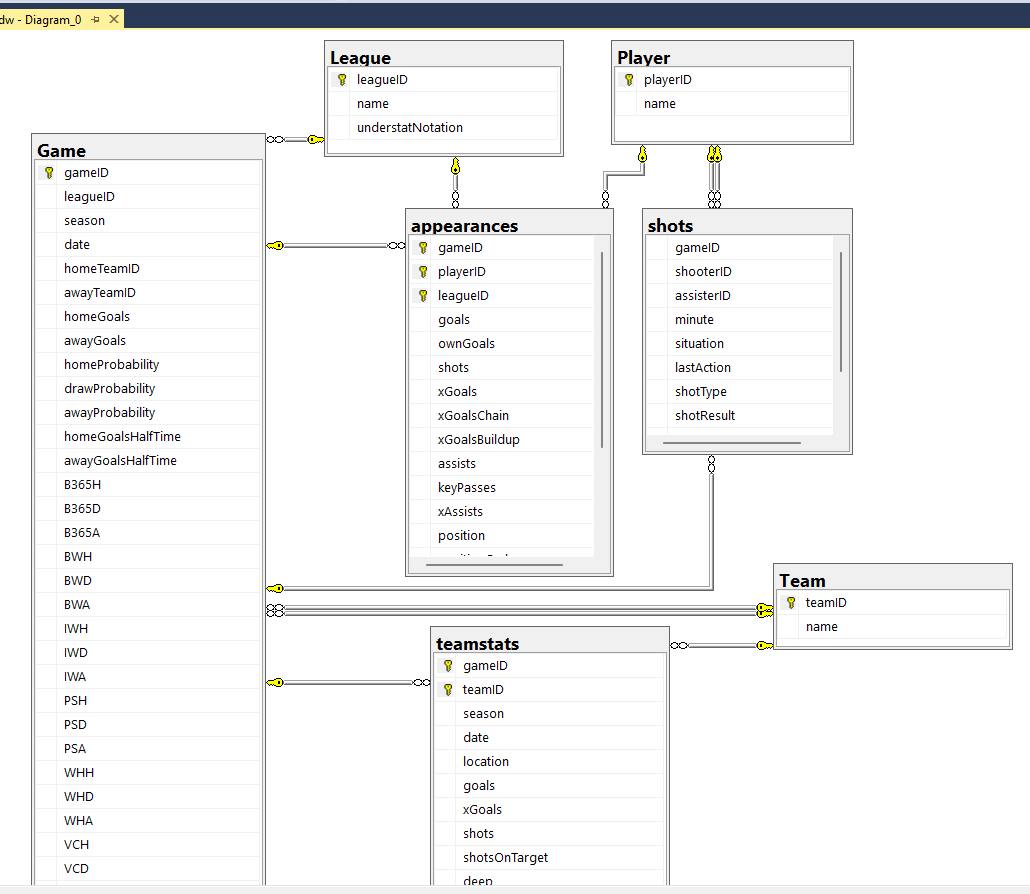 dw - Diagram_0
League
leagueID
name
understatNotation
Player
playerID
name
Game
gameID
leagueID
season
date
homeTeamID
awayTeamID
homeGoals
awayGoals
homeProbability
drawProbability
awayProbability
homeGoalsHalfTime
awayGoalsHalfTime
B365H
B365D
B365A
BWH
BWD
BWA
IWH
IWD
IWA
PSH
PSD
PSA
WHH
WHD
WHA
VCH
VCD
appearances
gameID
playerID
leagueID
goals
ownGoals
shots
xGoals
xGoalsChain
xGoalsBuildup
assists
keyPasses
xAssists
position
shots
gameID
shooterID
assisterID
minute
situation
lastAction
shotType
shotResult
Team
teamID
name
teamstats
gameID
teamID
season
date
location
goals
xGoals
shots
shotsOnTarget
deep